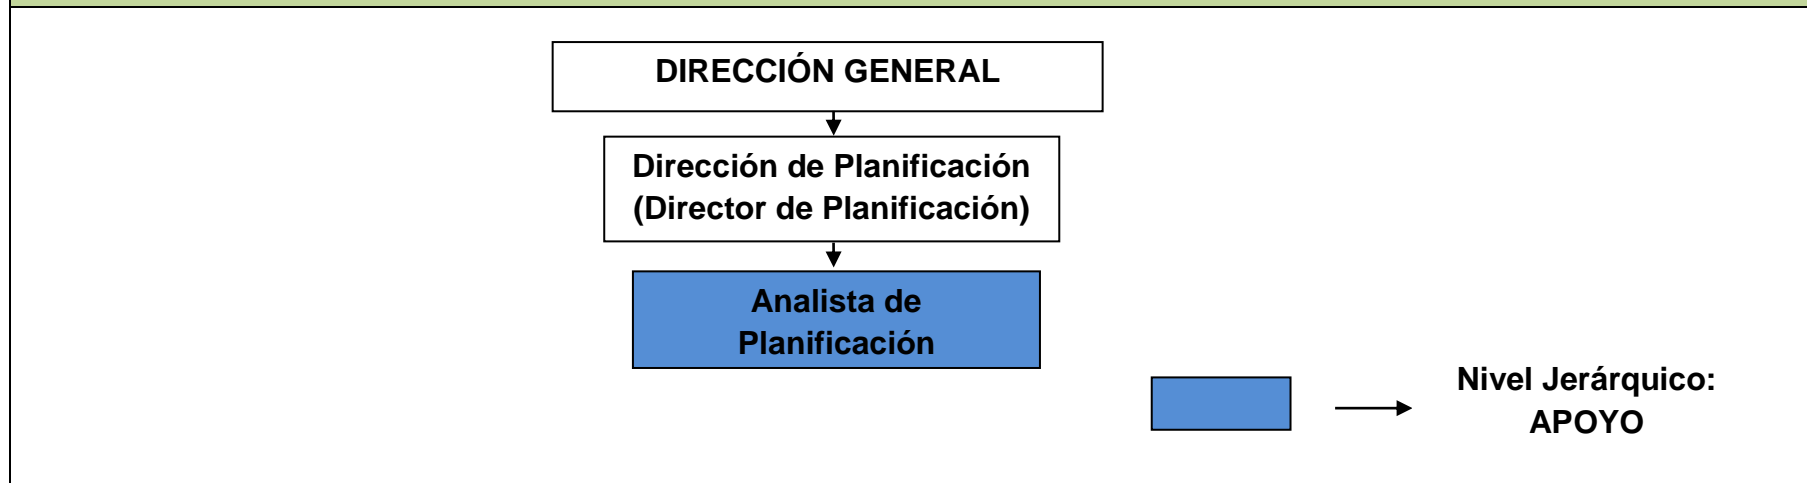 DIRECCIÓN GENERAL
Dirección de Planificación
(Director de Planificación)
Analista de
Planificación
Nivel Jerárquico:
APOYO